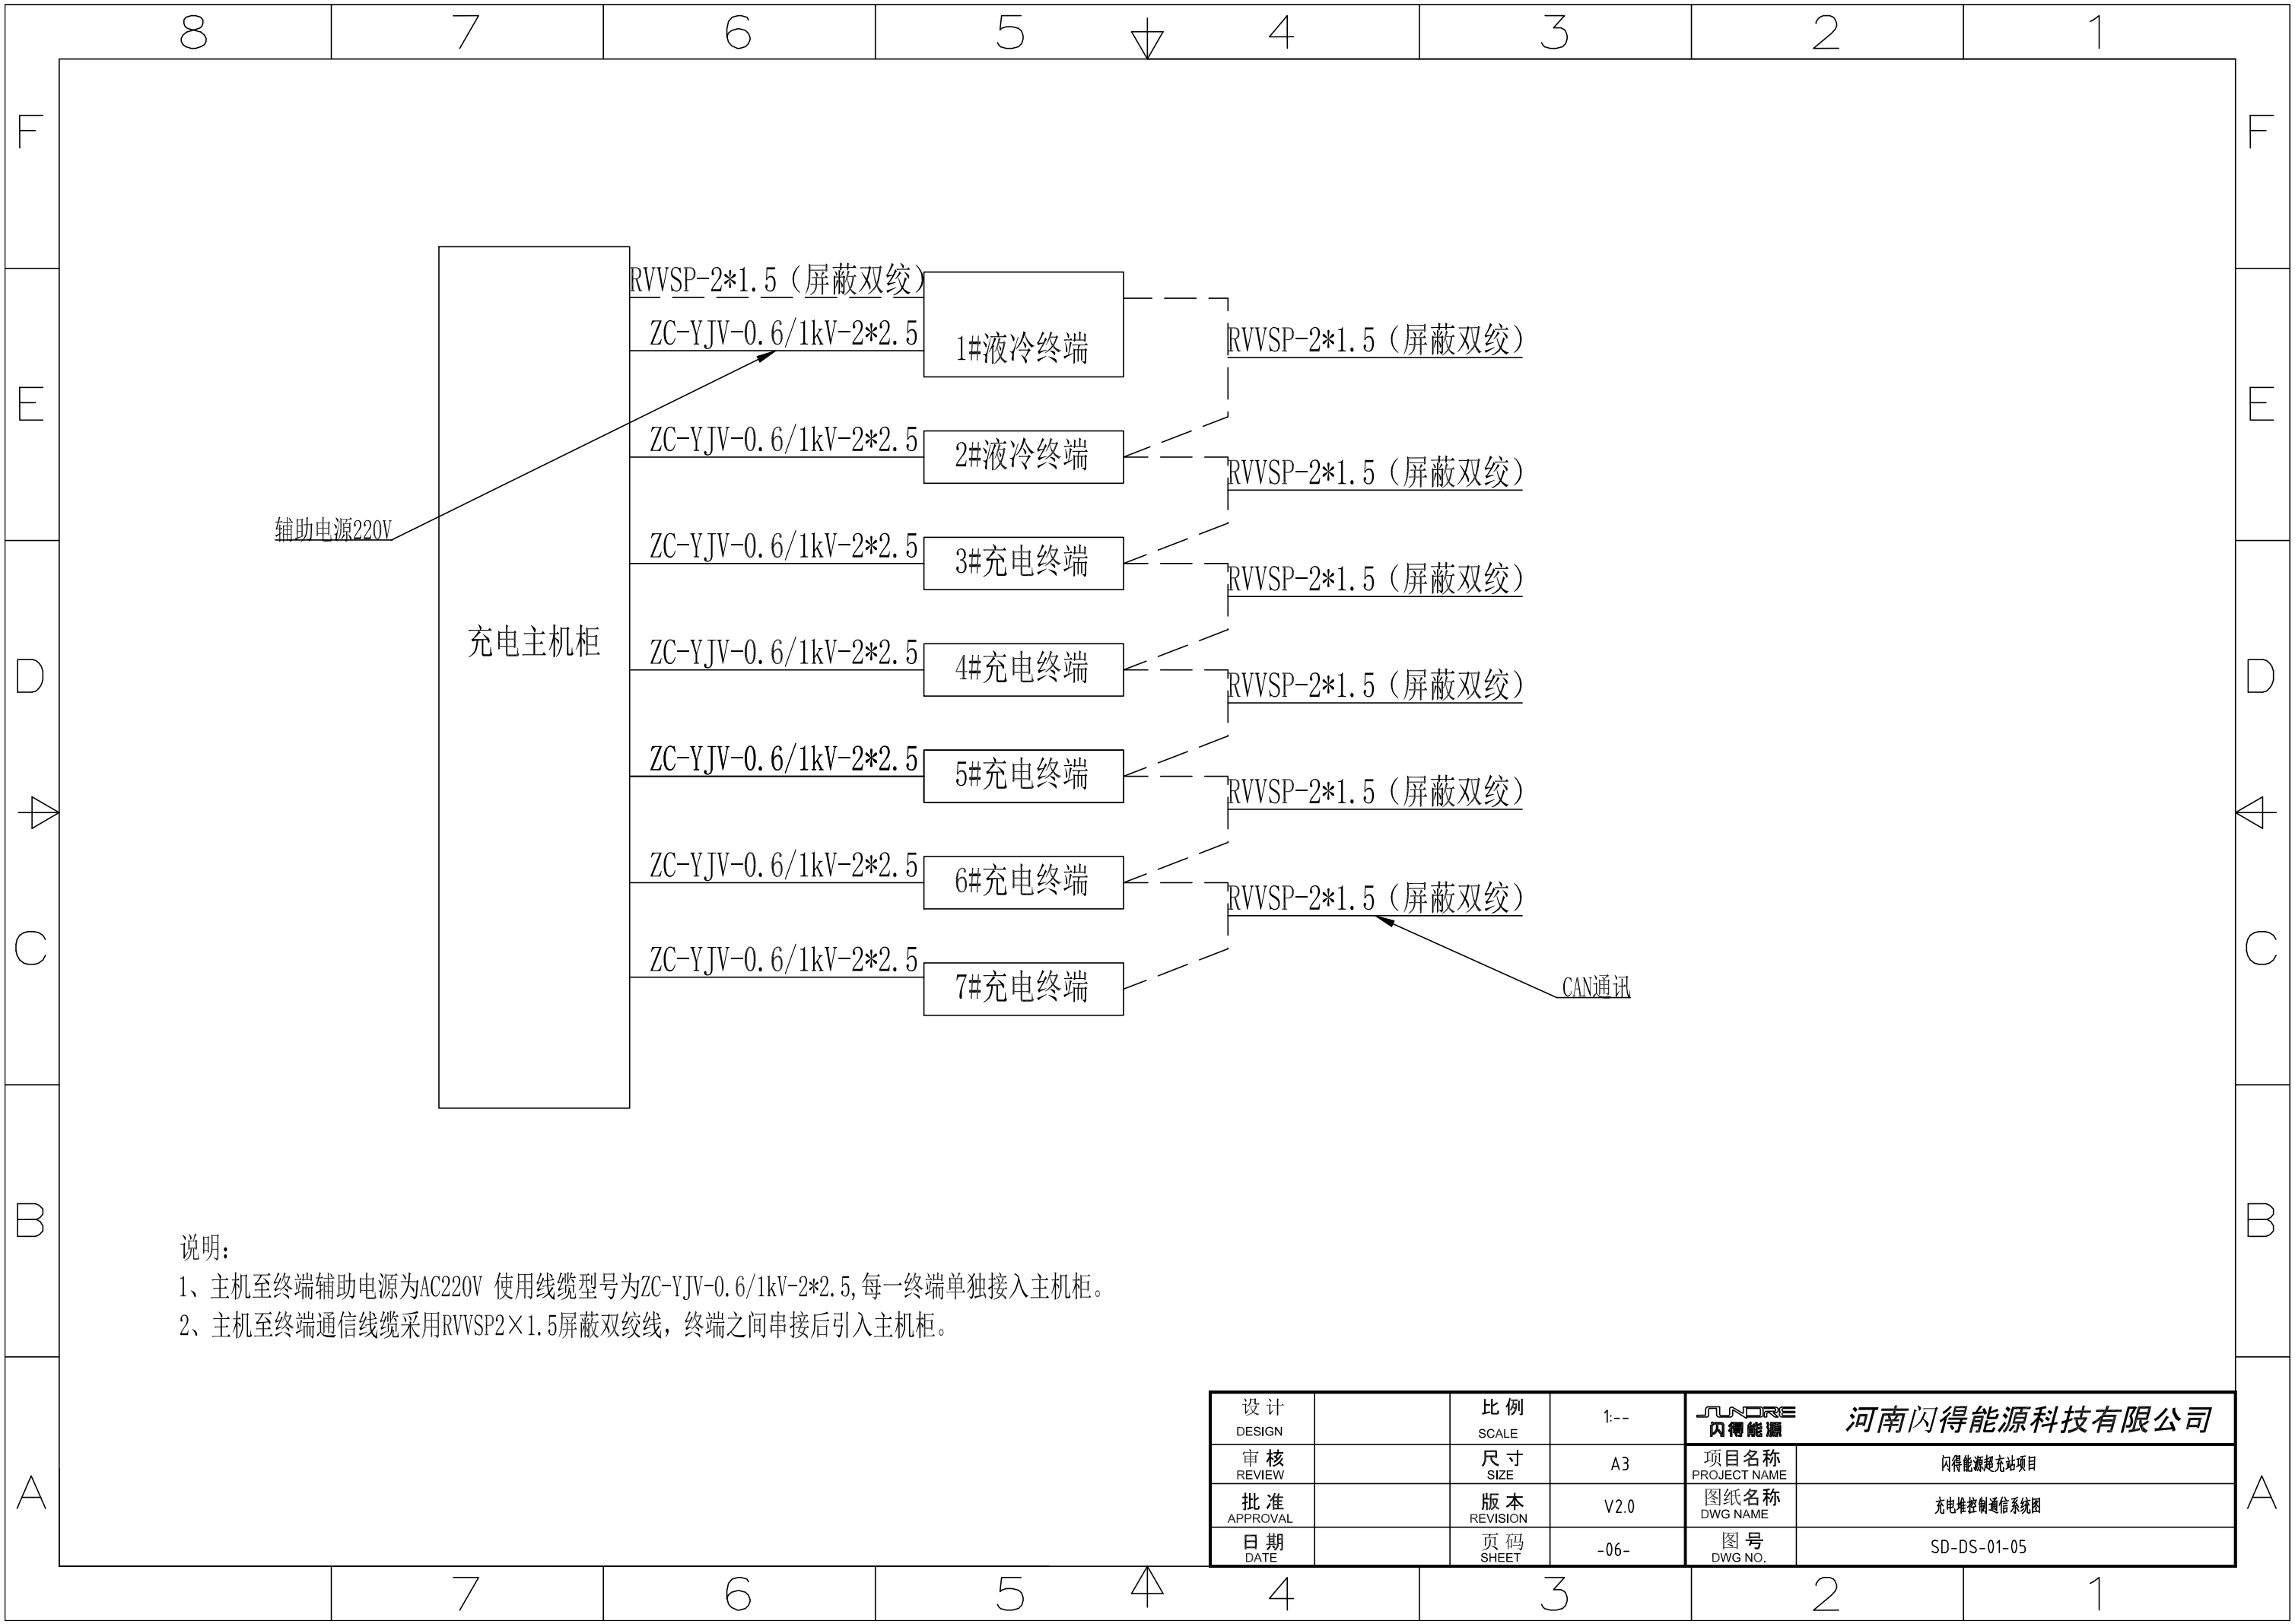 8 7 6 5 4 3 2 1
F F
E E
D D
C C
B B
A A
RVVSP-2*1.5（屏蔽双绞）
ZC-YJV-0.6/1kV-2*2.5
1#液冷终端
RVVSP-2*1.5（屏蔽双绞）
ZC-YJV-0.6/1kV-2*2.5
2#液冷终端
RVVSP-2*1.5（屏蔽双绞）
辅助电源220V
ZC-YJV-0.6/1kV-2*2.5
3#充电终端
RVVSP-2*1.5（屏蔽双绞）
充电主机柜
ZC-YJV-0.6/1kV-2*2.5
4#充电终端
RVVSP-2*1.5（屏蔽双绞）
ZC-YJV-0.6/1kV-2*2.5
5#充电终端
RVVSP-2*1.5（屏蔽双绞）
ZC-YJV-0.6/1kV-2*2.5
6#充电终端
RVVSP-2*1.5（屏蔽双绞）
ZC-YJV-0.6/1kV-2*2.5
7#充电终端
CAN通讯
说明：
1、主机至终端辅助电源为AC220V 使用线缆型号为ZC-YJV-0.6/1kV-2*2.5,每一终端单独接入主机柜。
2、主机至终端通信线缆采用RVVSP2×1.5屏蔽双绞线，终端之间串接后引入主机柜。
设计
DESIGN
比例
SCALE
1:--
SUNDRE
闪得能源
河南闪得能源科技有限公司
审核
REVIEW
尺寸
SIZE
A3
项目名称
PROJECT NAME
闪得能源超充站项目
批准
APPROVAL
版本
REVISION
V2.0
图纸名称
DWG NAME
充电堆控制通信系统图
日期
DATE
页码
SHEET
-06-
图号
DWG NO.
SD-DS-01-05
7 6 5 4 3 2 1